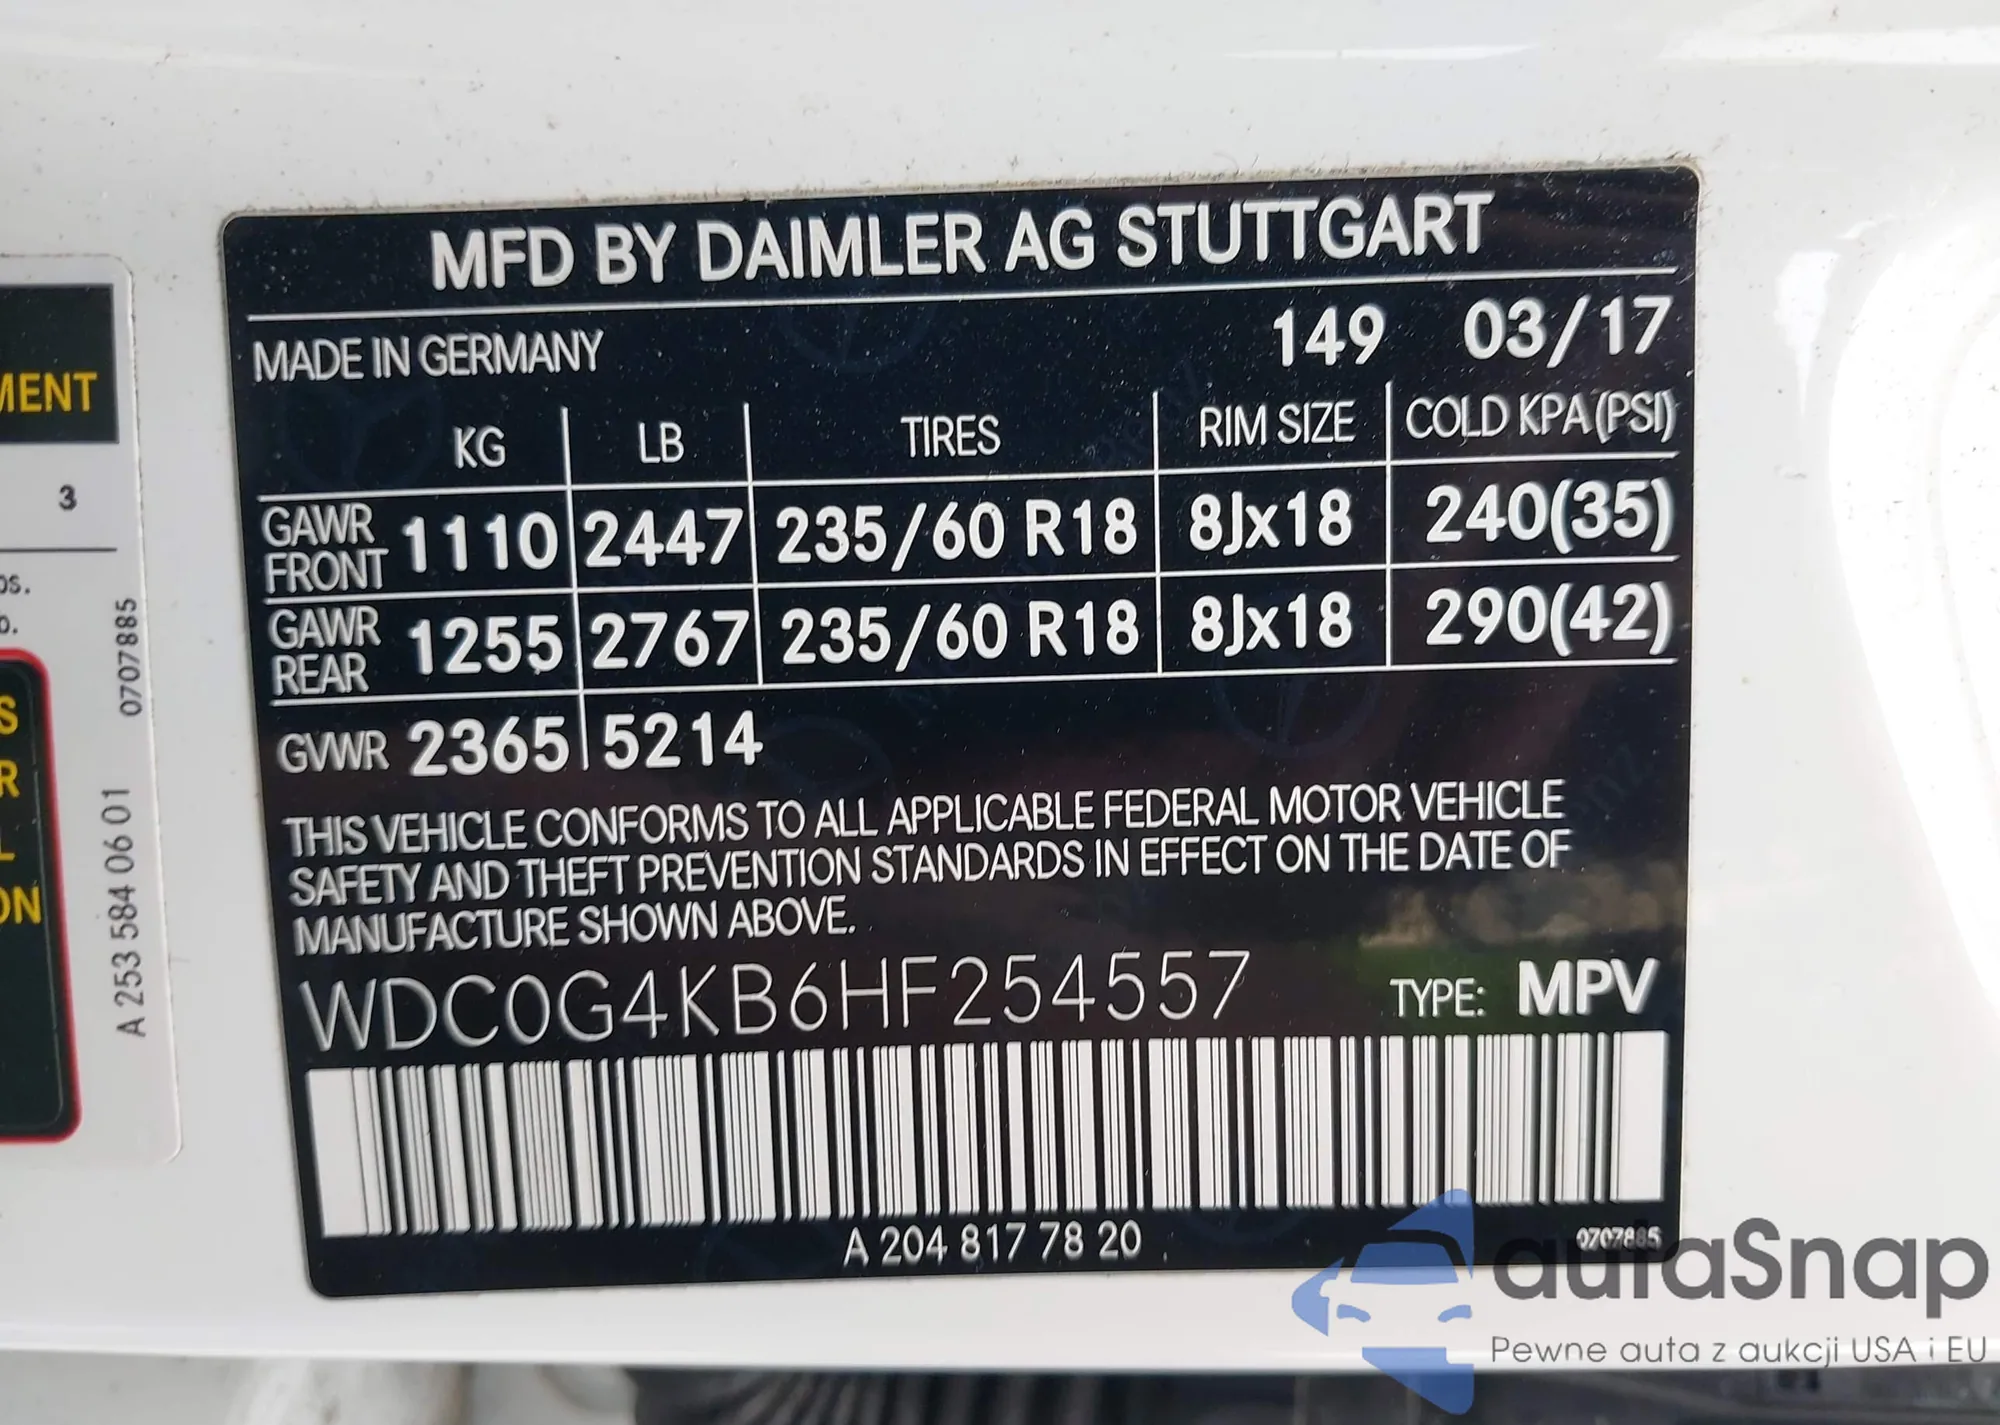 MFD BY DAIMLER AG STUTTGART
MADE IN GERMANY 149 03/17
KG LB TIRES RIM SIZE COLD KPA(PSI)
GAWR FRONT 1110 2447 235/60 R18 8Jx18 240(35)
GAWR REAR 1255 2767 235/60 R18 8Jx18 290(42)
GVWR 2365 5214
THIS VEHICLE CONFORMS TO ALL APPLICABLE FEDERAL MOTOR VEHICLE
SAFETY AND THEFT PREVENTION STANDARDS IN EFFECT ON THE DATE OF
MANUFACTURE SHOWN ABOVE.
WDC0G4KB6HF254557 TYPE: MPV
A 204 817 78 20 0707885
MENT
3
A 253 584 06 01 0707885
autaSnap
Pewne auta z aukcji USA i EU